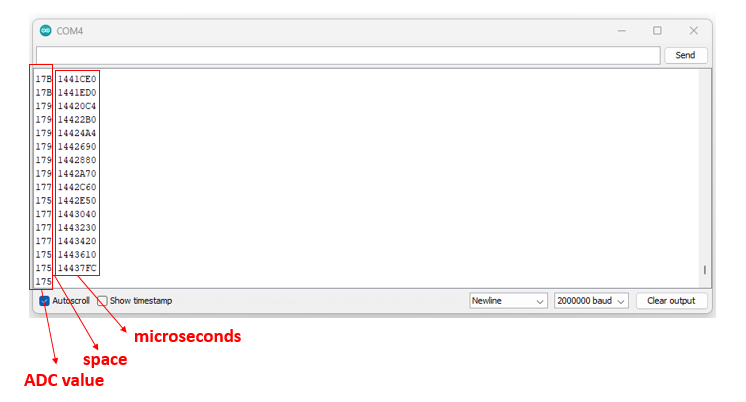 COM4
Send
17B 1441CE0
17B 1441ED0
179 14420C4
179 14422B0
179 14424A4
179 1442690
179 1442880
179 1442A70
177 1442C60
175 1442E50
177 1443040
177 1443230
177 1443420
175 1443610
175 14437FC
175
Autoscroll Show timestamp Newline 2000000 baud Clear output
microseconds
space
ADC value